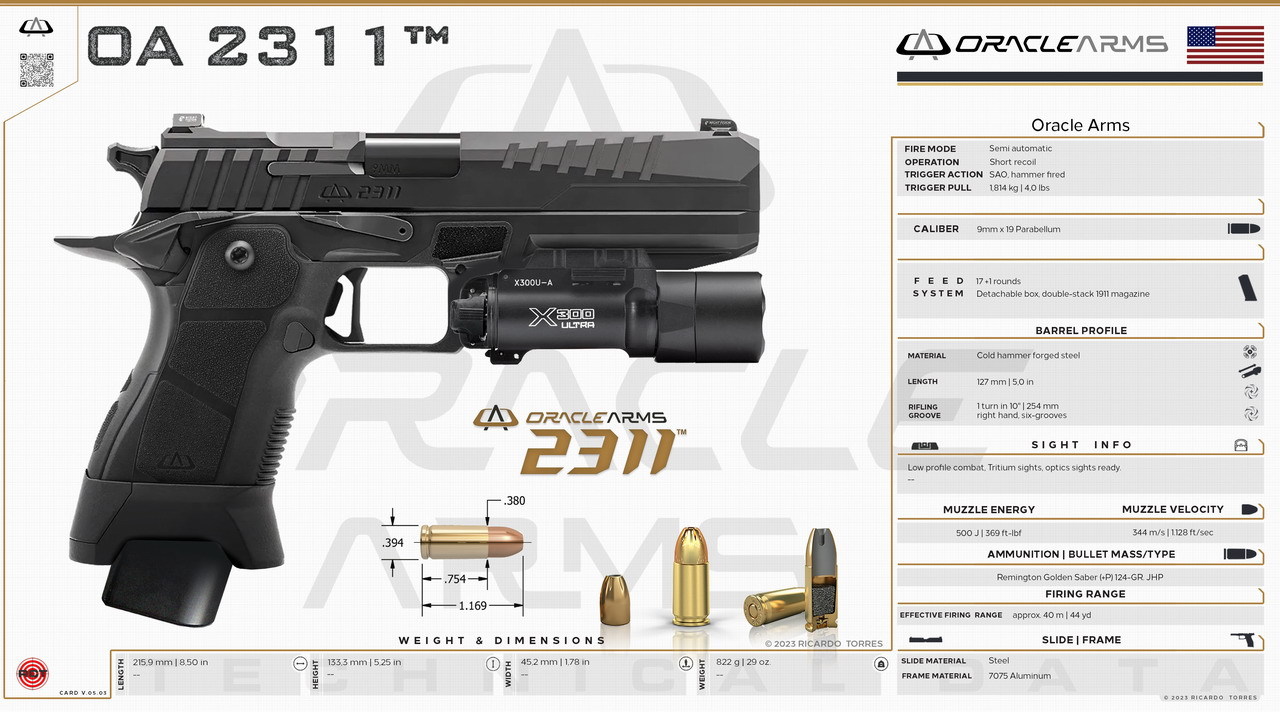 OA 2311™
ORACLEARMS
Oracle Arms
FIRE MODE Semi automatic
OPERATION Short recoil
TRIGGER ACTION SAO, hammer fired
TRIGGER PULL 1,814 kg | 4,0 lbs
CALIBER 9mm x 19 Parabellum
FEED SYSTEM 17 +1 rounds
Detachable box, double-stack 1911 magazine
BARREL PROFILE
MATERIAL Cold hammer forged steel
LENGTH 127 mm | 5.0 in
RIFLING GROOVE 1 turn in 10" | 254 mm
right hand, six-grooves
SIGHT INFO
Low profile combat, Tritium sights, optics sights ready.
--
MUZZLE ENERGY MUZZLE VELOCITY
500 J | 369 ft-lbf 344 m/s | 1.128 ft/sec
AMMUNITION | BULLET MASS/TYPE
Remington Golden Saber (+P) 124-GR. JHP
FIRING RANGE
EFFECTIVE FIRING RANGE approx. 40 m | 44 yd
SLIDE | FRAME
SLIDE MATERIAL Steel
FRAME MATERIAL 7075 Aluminum
© 2023 RICARDO TORRES
9MM
2311
X300U-A
X300
ULTRA
ORACLE
ARMS
ORACLEARMS
2311™
.380
.394
.754
1.169
© 2023 RICARDO TORRES
WEIGHT & DIMENSIONS
LENGTH 215.9 mm | 8.50 in
--
HEIGHT 133.3 mm | 5.25 in
--
WIDTH 45.2 mm | 1.78 in
--
WEIGHT 822 g | 29 oz.
--
TECHNICAL DATA
RDT
CARD V.05.03